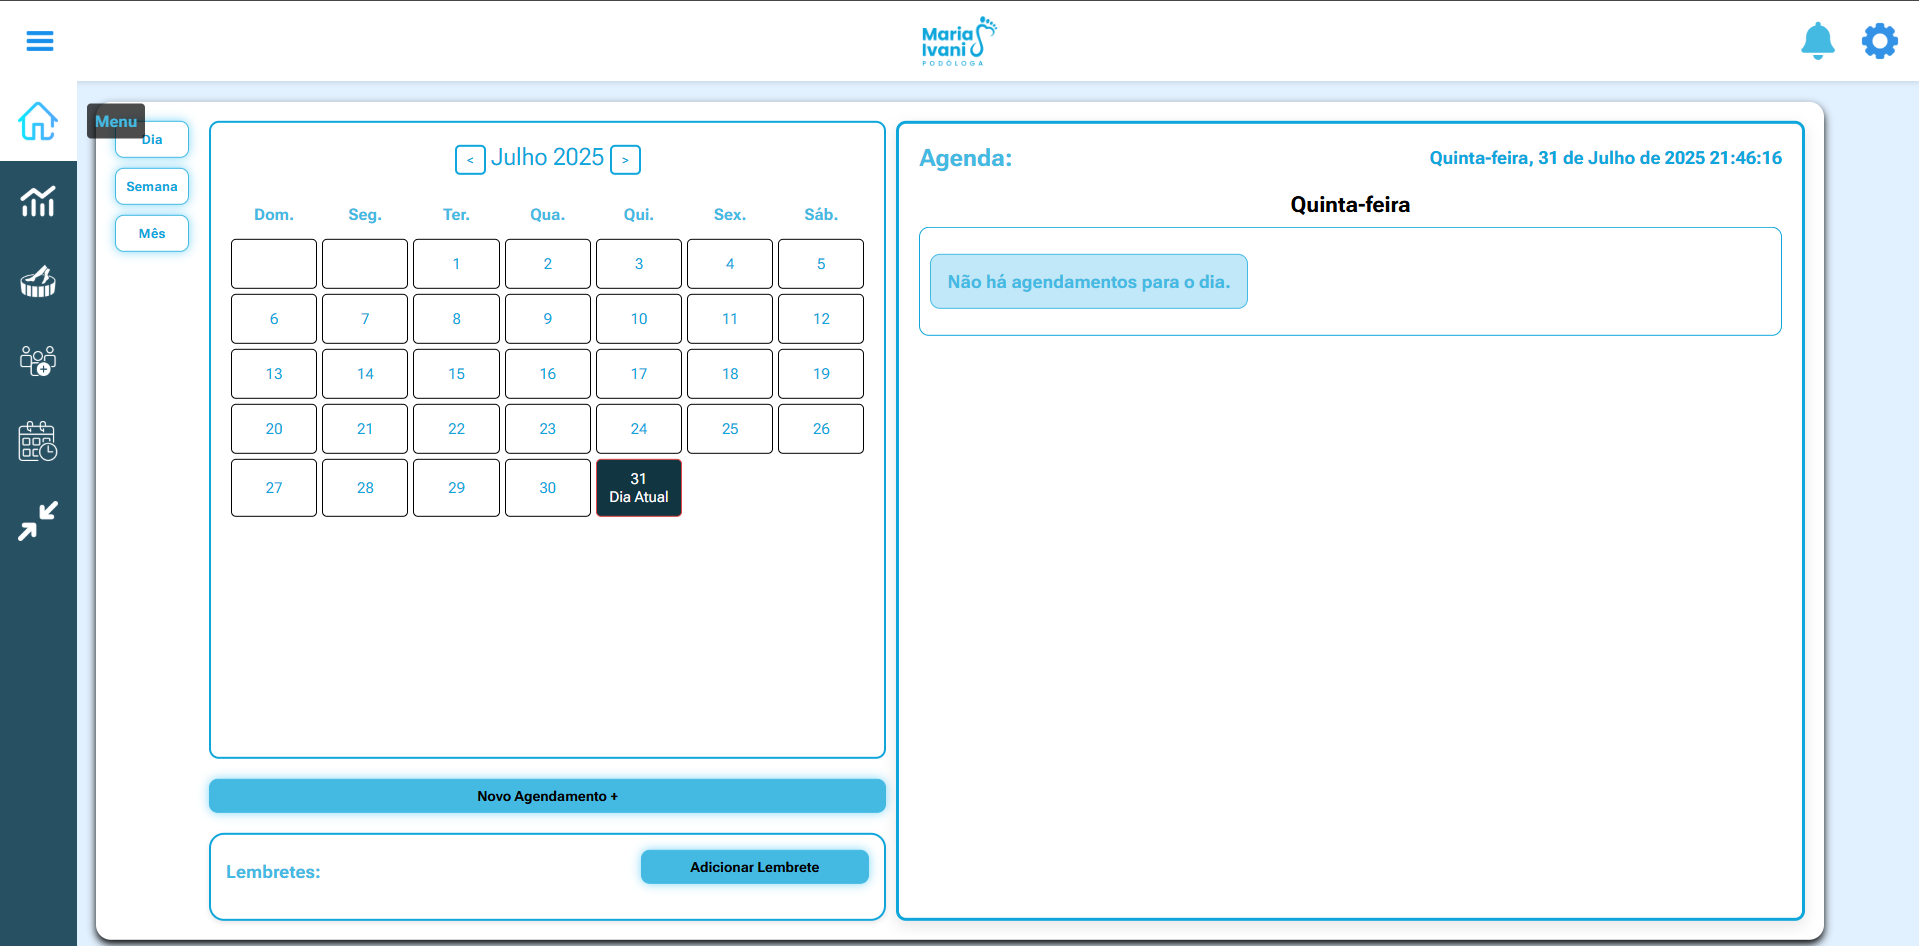 Maria
Ivani
PODÓLOGA
Menu
Dia
Semana
Mês
< Julho 2025 >
Dom. Seg. Ter. Qua. Qui. Sex. Sáb.
1 2 3 4 5
6 7 8 9 10 11 12
13 14 15 16 17 18 19
20 21 22 23 24 25 26
27 28 29 30 31
Dia Atual
Novo Agendamento +
Lembretes:
Adicionar Lembrete
Agenda:
Quinta-feira, 31 de Julho de 2025 21:46:16
Quinta-feira
Não há agendamentos para o dia.